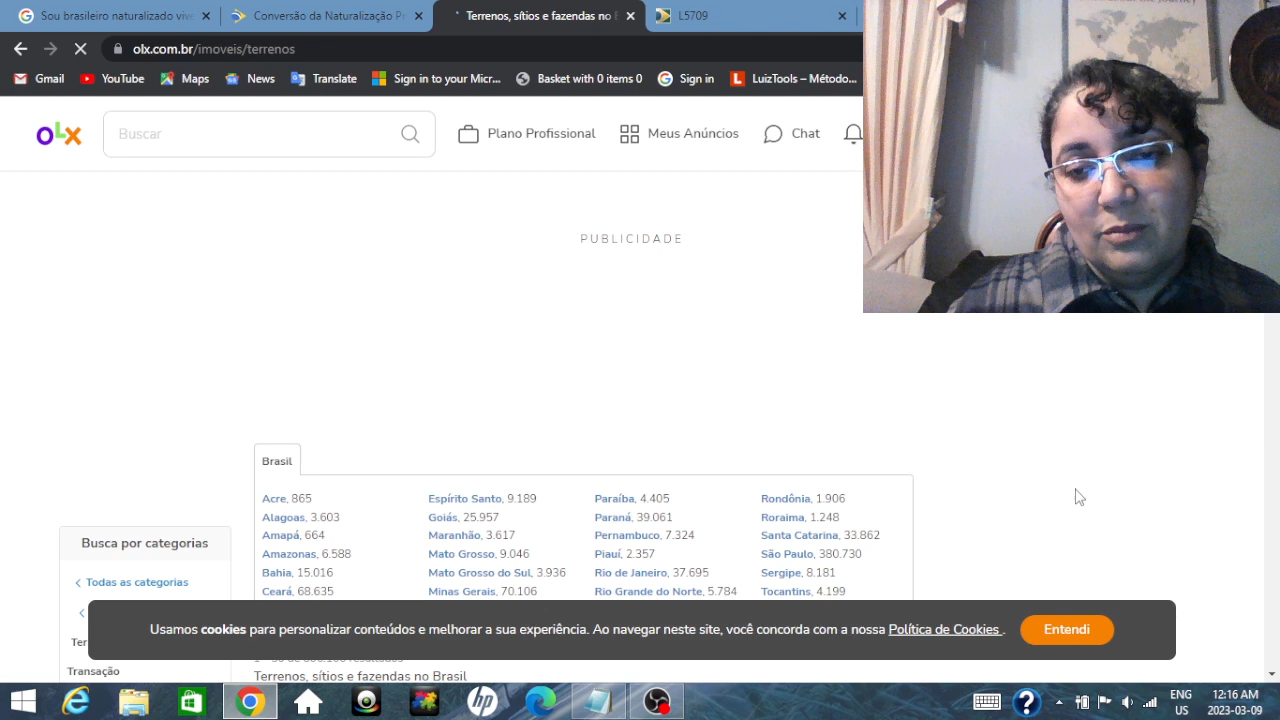 Sou brasileiro naturalizado vive
Conversão da Naturalização P
Terrenos, sítios e fazendas no B
L5709
olx.com.br/imoveis/terrenos
Gmail YouTube Maps News Translate Sign in to your Micr... Basket with 0 items 0 Sign in LuizTools – Método...
olx Buscar Plano Profissional Meus Anúncios Chat
PUBLICIDADE
Brasil
Acre, 865 Espírito Santo, 9.189 Paraíba, 4.405 Rondônia, 1.906
Alagoas, 3.603 Goiás, 25.957 Paraná, 39.061 Roraima, 1.248
Amapá, 664 Maranhão, 3.617 Pernambuco, 7.324 Santa Catarina, 33.862
Amazonas, 6.588 Mato Grosso, 9.046 Piauí, 2.357 São Paulo, 380.730
Bahia, 15.016 Mato Grosso do Sul, 3.936 Rio de Janeiro, 37.695 Sergipe, 8.181
Ceará, 68.635 Minas Gerais, 70.106 Rio Grande do Norte, 5.784 Tocantins, 4.199
Busca por categorias
Todas as categorias
Ter
Transação
Usamos cookies para personalizar conteúdos e melhorar a sua experiência. Ao navegar neste site, você concorda com a nossa Política de Cookies . Entendi
Terrenos, sítios e fazendas no Brasil
ENG 12:16 AM
US 2023-03-09